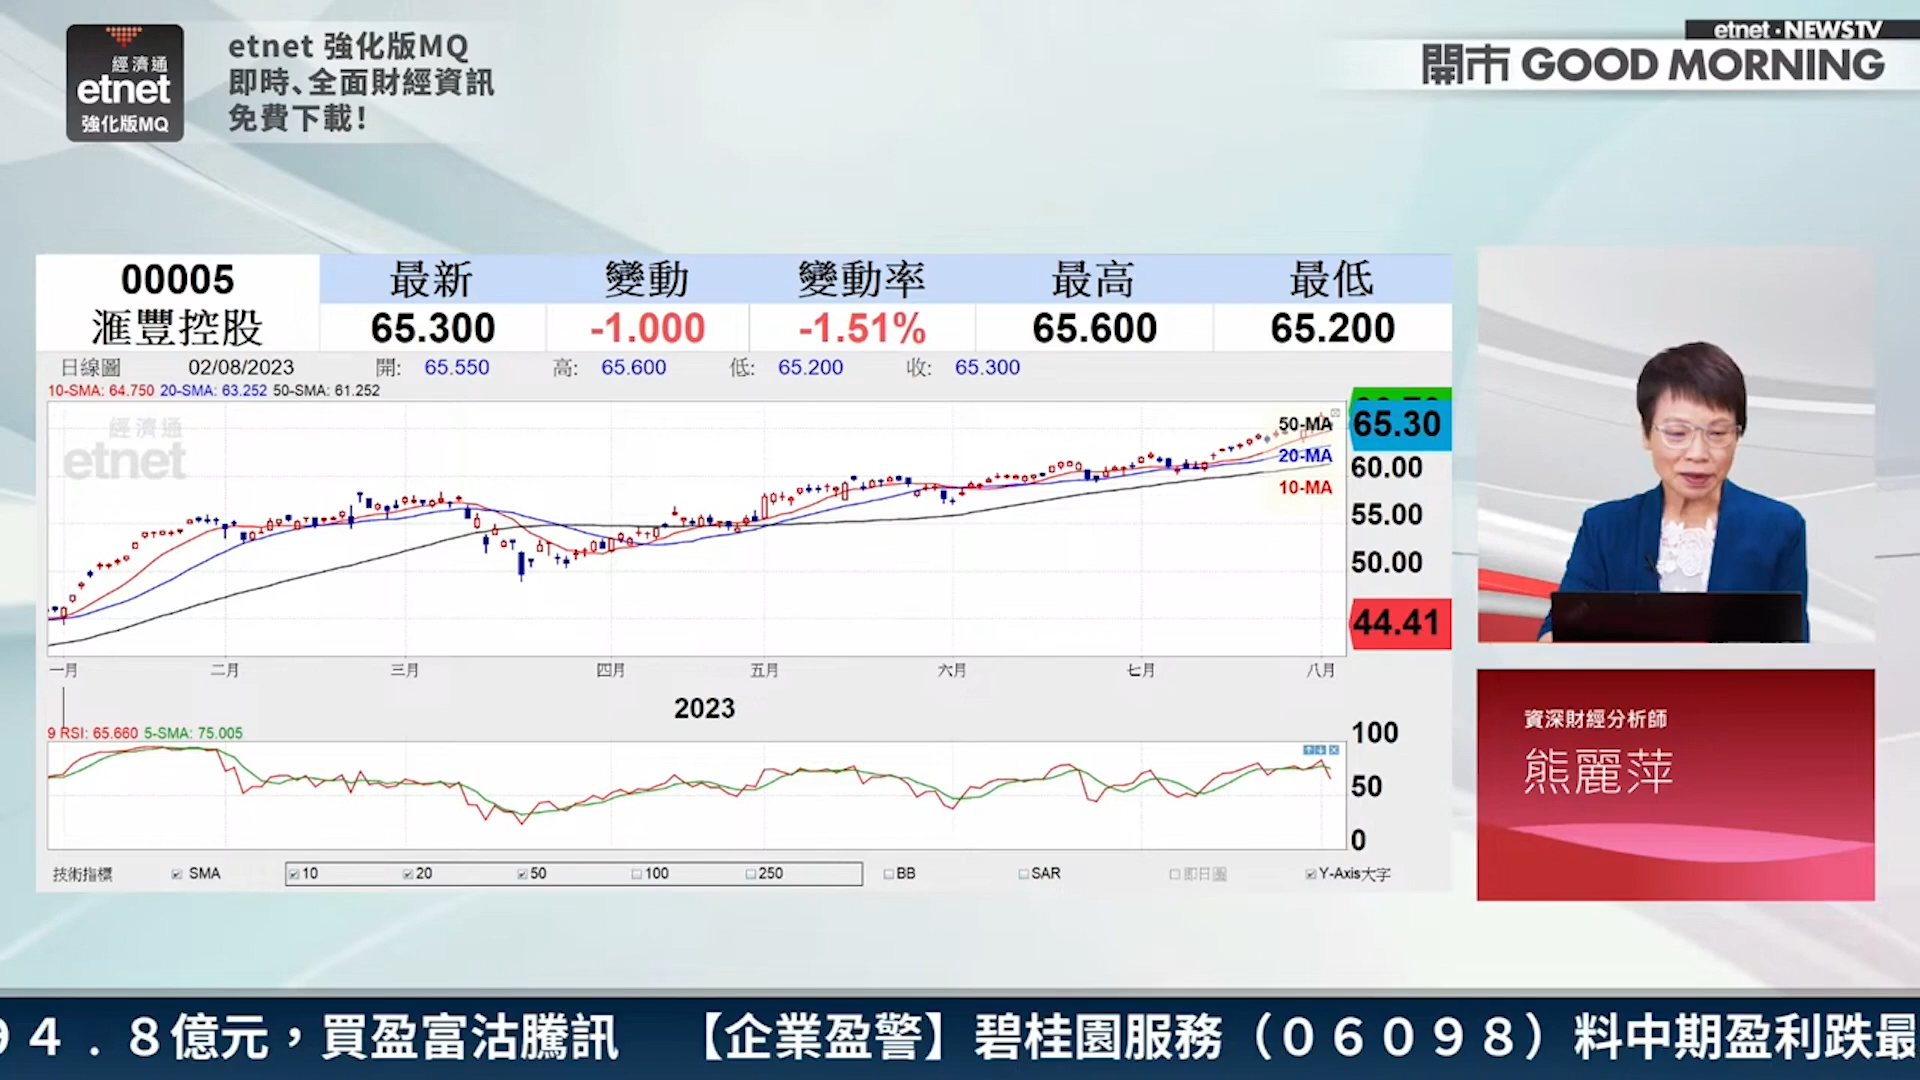 經濟通
etnet
強化版MQ
etnet 強化版MQ
即時、全面財經資訊
免費下載!
etnet·NEWSTV
開市 GOOD MORNING
00005
滙豐控股
最新 變動 變動率 最高 最低
65.300 -1.000 -1.51% 65.600 65.200
日線圖 02/08/2023 開: 65.550 高: 65.600 低: 65.200 收: 65.300
10-SMA: 64.750 20-SMA: 63.252 50-SMA: 61.252
經濟通
etnet
50-MA
20-MA
10-MA
65.30
60.00
55.00
50.00
44.41
一月 二月 三月 四月 五月 六月 七月 八月
2023
9 RSI: 65.660 5-SMA: 75.005
100
50
0
技術指標 SMA 10 20 50 100 250 BB SAR 即日圖 Y-Axis大字
資深財經分析師
熊麗萍
94.8億元，買盈富沽騰訊 【企業盈警】碧桂園服務（06098）料中期盈利跌最